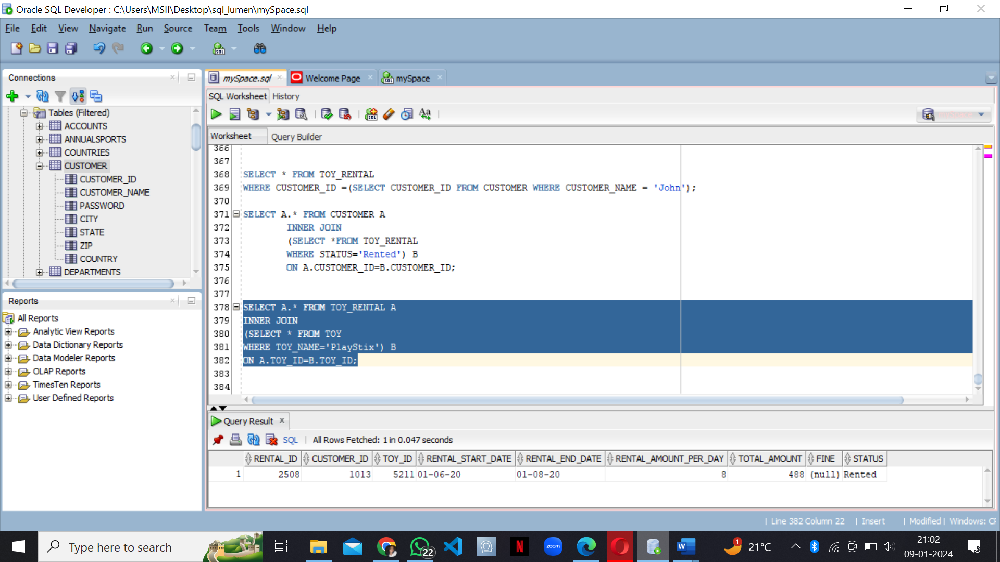 Oracle SQL Developer : C:\Users\MSII\Desktop\sql_lumen\mySpace.sql
File Edit View Navigate Run Source Team Tools Window Help
Connections
Tables (Filtered)
ACCOUNTS
ANNUALSPORTS
COUNTRIES
CUSTOMER
CUSTOMER_ID
CUSTOMER_NAME
PASSWORD
CITY
STATE
ZIP
COUNTRY
DEPARTMENTS
Reports
All Reports
Analytic View Reports
Data Dictionary Reports
Data Modeler Reports
OLAP Reports
TimesTen Reports
User Defined Reports
mySpace.sql Welcome Page mySpace
SQL Worksheet History
Worksheet Query Builder
366
367
368 SELECT * FROM TOY_RENTAL
369 WHERE CUSTOMER_ID =(SELECT CUSTOMER_ID FROM CUSTOMER WHERE CUSTOMER_NAME = 'John');
370
371 SELECT A.* FROM CUSTOMER A
372 INNER JOIN
373 (SELECT *FROM TOY_RENTAL
374 WHERE STATUS='Rented') B
375 ON A.CUSTOMER_ID=B.CUSTOMER_ID;
376
377
378 SELECT A.* FROM TOY_RENTAL A
379 INNER JOIN
380 (SELECT * FROM TOY
381 WHERE TOY_NAME='PlayStix') B
382 ON A.TOY_ID=B.TOY_ID;
383
384
Query Result
SQL All Rows Fetched: 1 in 0.047 seconds
RENTAL_ID CUSTOMER_ID TOY_ID RENTAL_START_DATE RENTAL_END_DATE RENTAL_AMOUNT_PER_DAY TOTAL_AMOUNT FINE STATUS
1 2508 1013 5211 01-06-20 01-08-20 8 488 (null) Rented
Line 382 Column 22 Insert Modified Windows: CF
Type here to search
22
zoom
1
21°C
21:02
09-01-2024